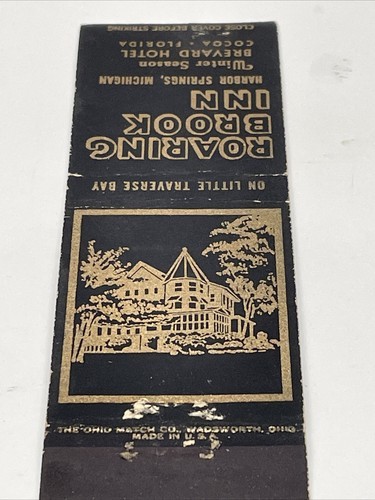 ROARING
BROOK
INN
HARBOR SPRINGS, MICHIGAN
Winter Season
BREVARD HOTEL
COCOA • FLORIDA
CLOSE COVER BEFORE STRIKING
ON LITTLE TRAVERSE BAY
THE OHIO MATCH CO., WADSWORTH, OHIO
MADE IN U.S.A.